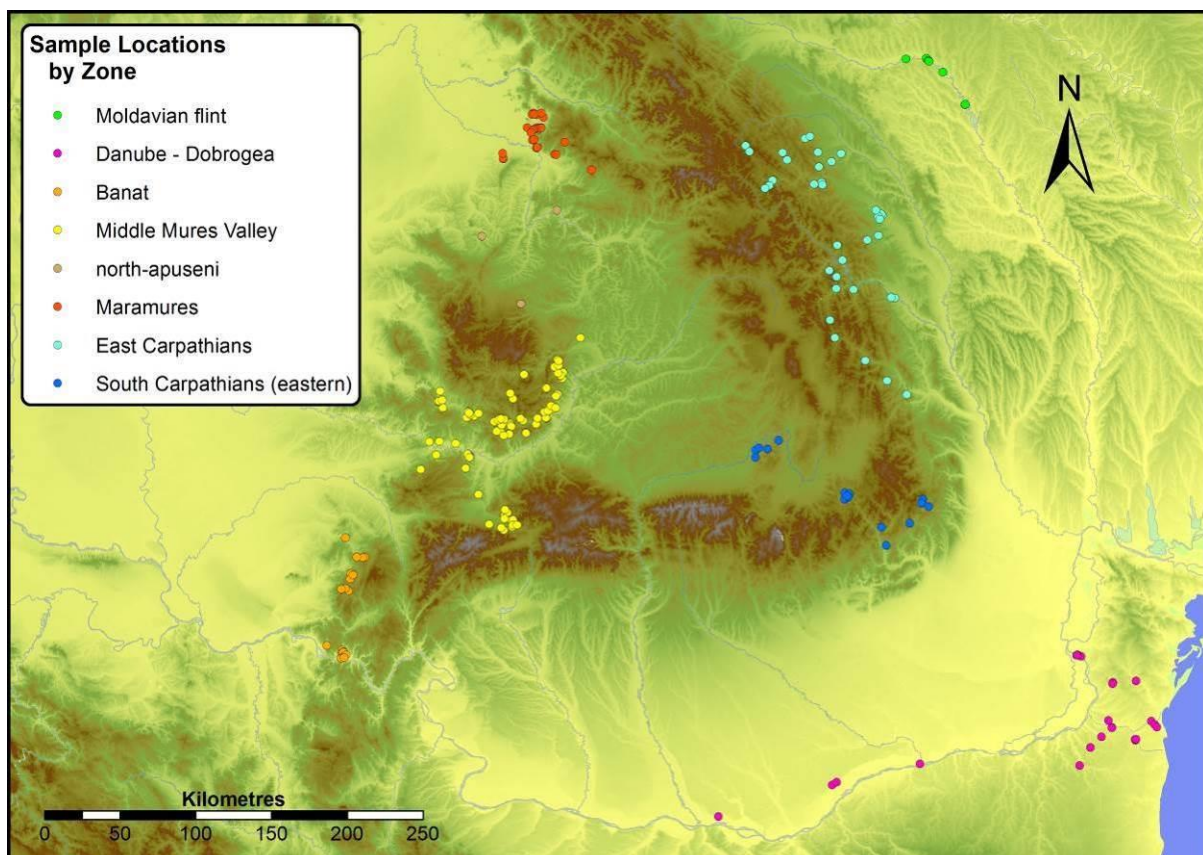 Sample Locations
by Zone
Moldavian flint
Danube - Dobrogea
Banat
Middle Mures Valley
north-apuseni
Maramures
East Carpathians
South Carpathians (eastern)
N
Kilometres
0 50 100 150 200 250